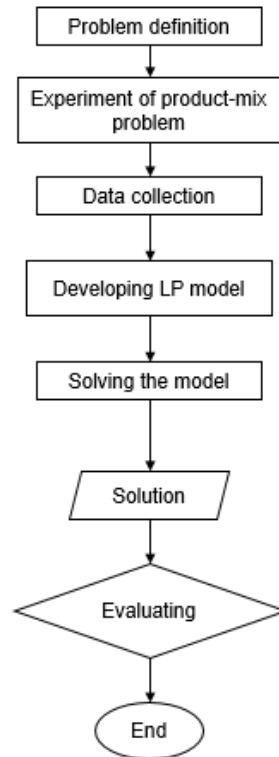 Problem definition
Experiment of product-mix
problem
Data collection
Developing LP model
Solving the model
Solution
Evaluating
End